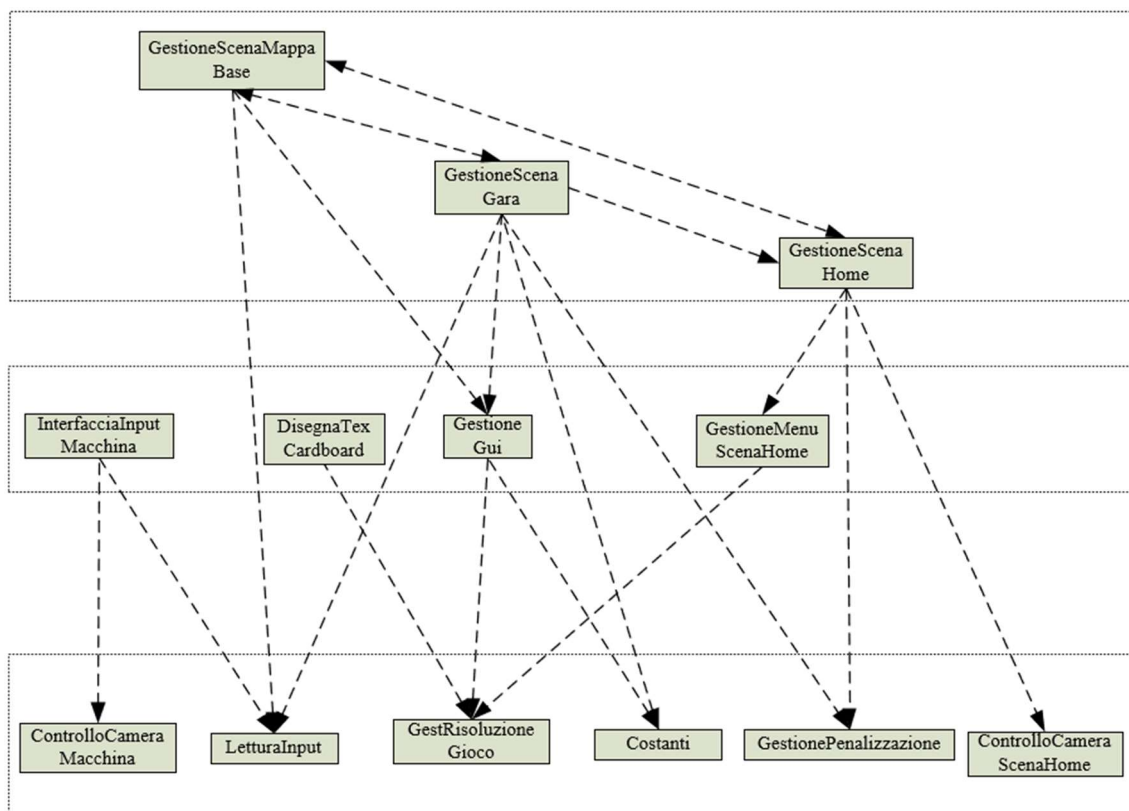 GestioneScenaMappa
Base
GestioneScena
Gara
GestioneScena
Home
InterfacciaInput
Macchina
DisegnaTex
Cardboard
Gestione
Gui
GestioneMenu
ScenaHome
ControlloCamera
Macchina
LetturaInput
GestRisoluzione
Gioco
Costanti
GestionePenalizzazione
ControlloCamera
ScenaHome